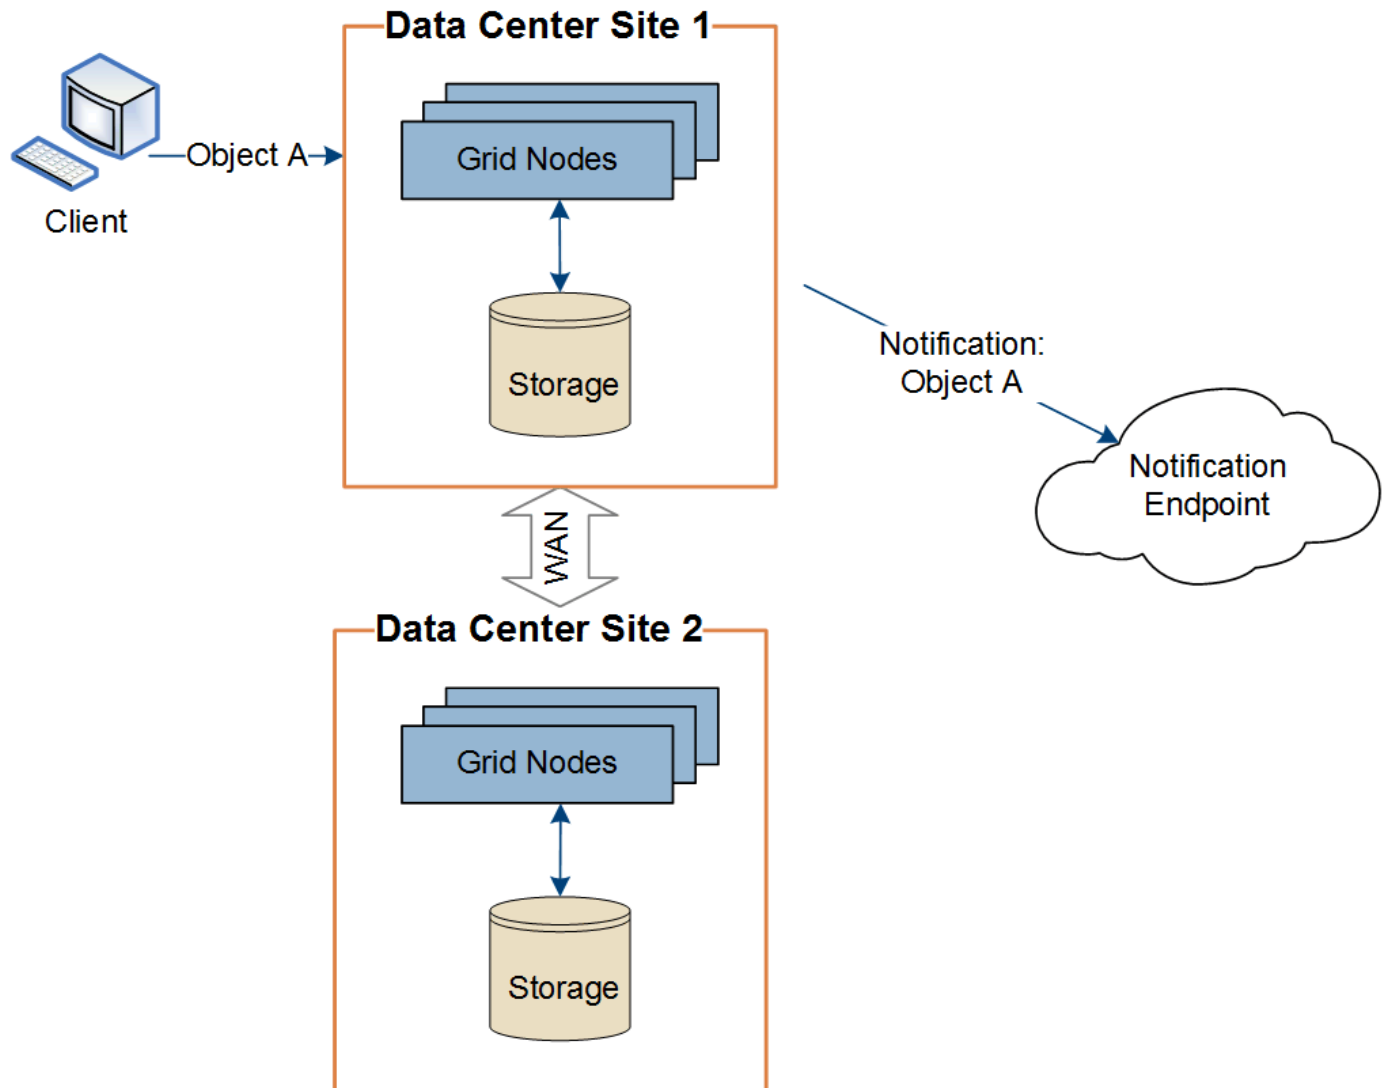 Data Center Site 1
Object A
Client
Grid Nodes
Storage
Notification:
Object A
Notification
Endpoint
WAN
Data Center Site 2
Grid Nodes
Storage